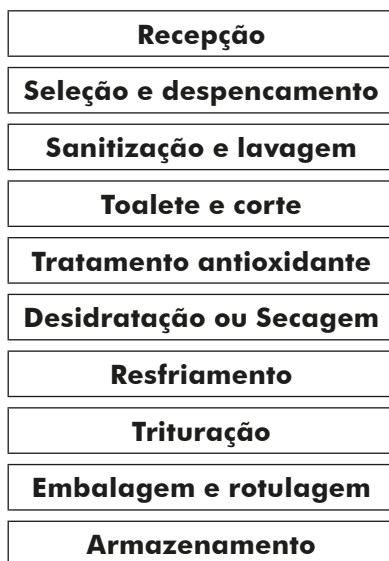 Recepção
Seleção e despencamento
Sanitização e lavagem
Toalete e corte
Tratamento antioxidante
Desidratação ou Secagem
Resfriamento
Trituração
Embalagem e rotulagem
Armazenamento